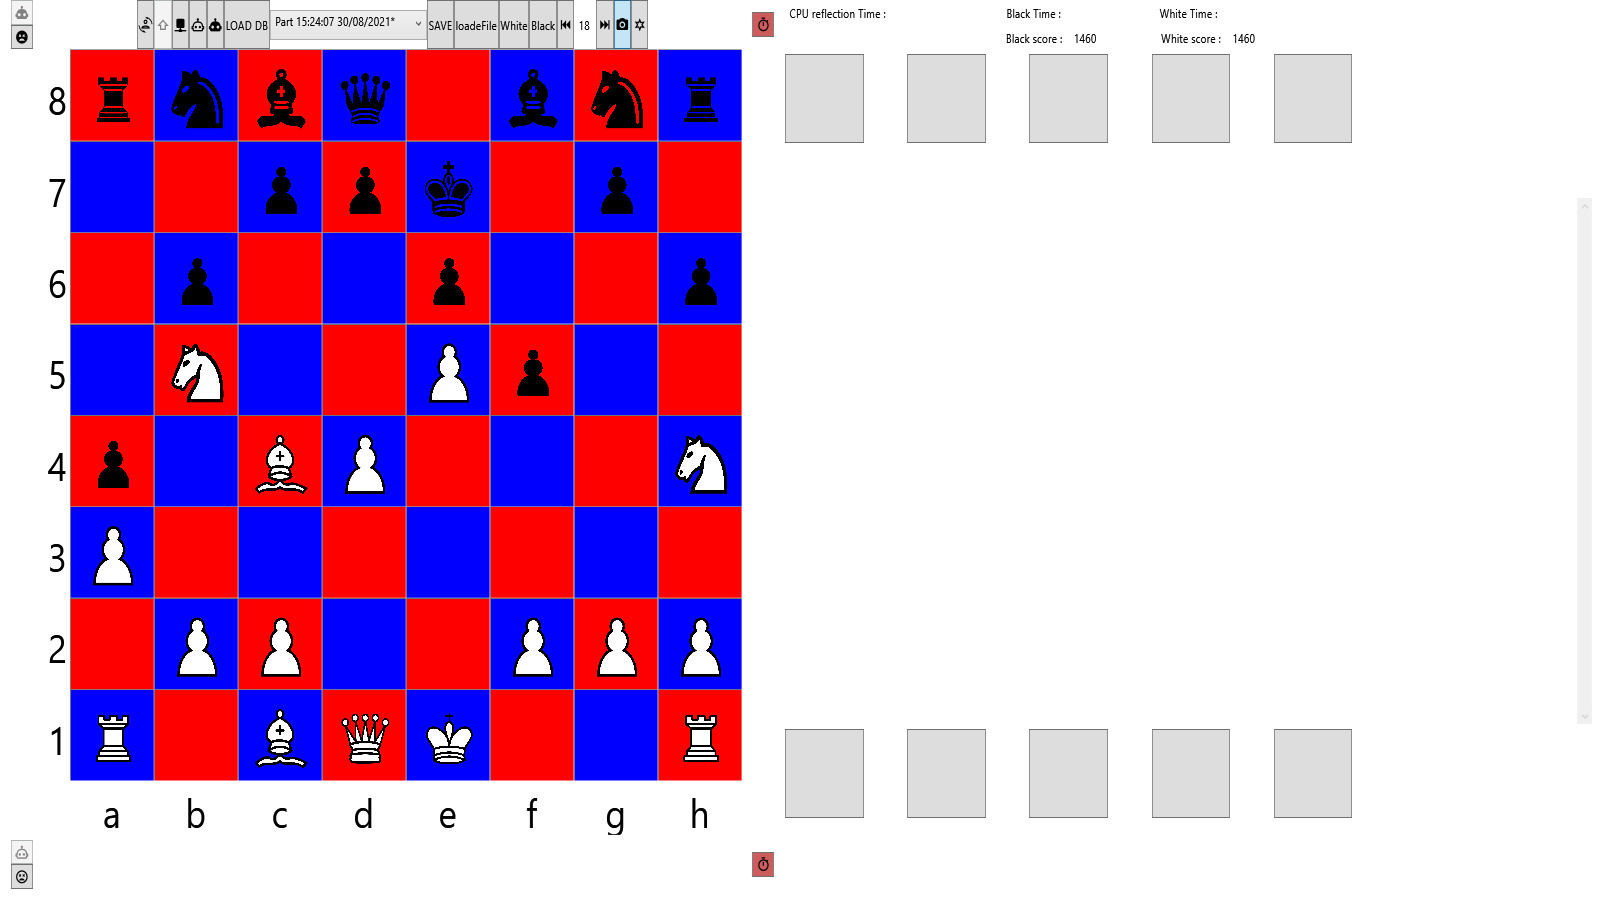 LOAD DB Part 15:24:07 30/08/2021* SAVE loadeFile White Black 18
CPU reflection Time :
Black Time :
White Time :
Black score : 1460
White score : 1460
8
7
6
5
4
3
2
1
a b c d e f g h